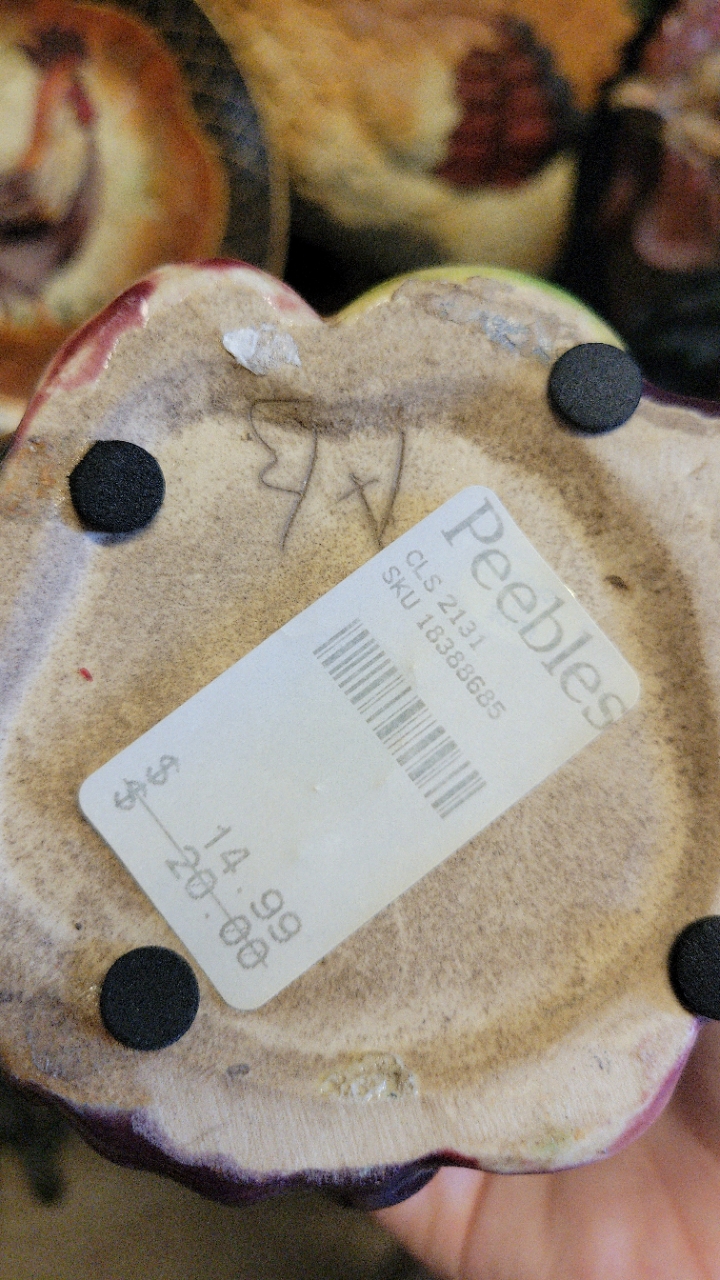 Peebles
CLS 2131
SKU 18388685
$ 14.99
$ 20.00